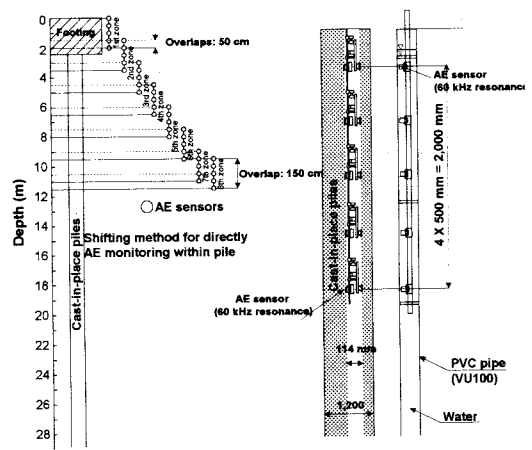 0
2
4
6
8
10
12
14
16
18
20
22
24
26
28
Depth (m)
Footing
1st zone
2nd zone
3rd zone
4th zone
5th zone
6th zone
7th zone
8th zone
Overlaps: 50 cm
Overlap: 150 cm
AE sensors
Shifting method for directly
AE monitoring within pile
Cast-in-place piles
Cast-in-place piles
AE sensor
(60 kHz resonance)
4 X 500 mm = 2,000 mm
AE sensor
(60 kHz resonance)
114 mm
1,200
PVC pipe
(VU100)
Water